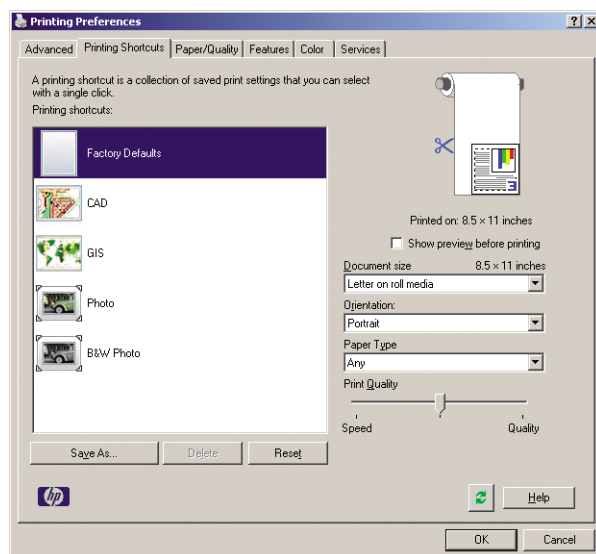 Printing Preferences
Advanced Printing Shortcuts Paper/Quality Features Color Services
A printing shortcut is a collection of saved print settings that you can select
with a single click.
Printing shortcuts:
Factory Defaults
CAD
GIS
Photo
B&W Photo
Save As... Delete Reset
3
Printed on: 8.5 × 11 inches
Show preview before printing
Document size 8.5 × 11 inches
Letter on roll media
Orientation:
Portrait
Paper Type
Any
Print Quality
Speed Quality
hp
Help
OK Cancel